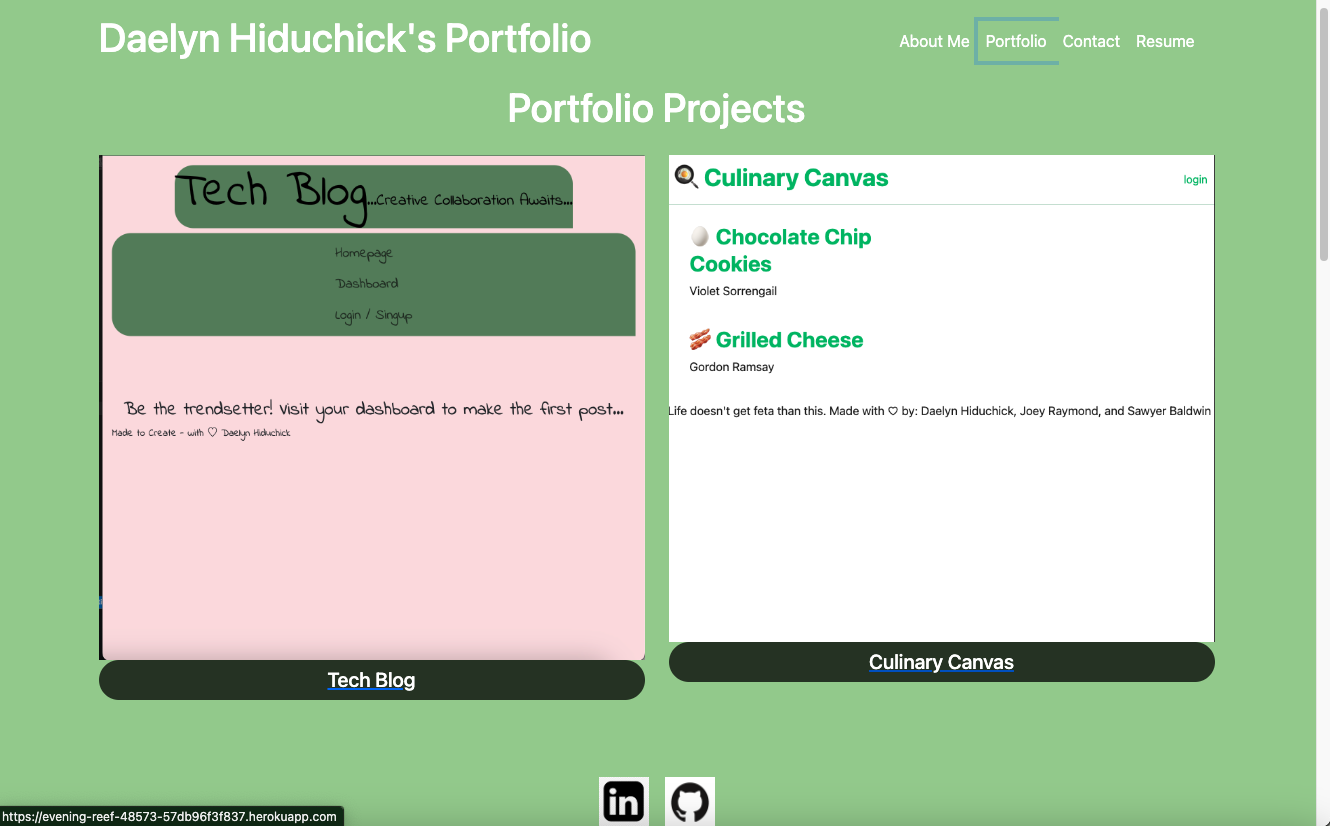 Daelyn Hiduchick's Portfolio
About Me Portfolio Contact Resume
Portfolio Projects
Tech Blog...Creative Collaboration Awaits...
Homepage
Dashboard
Login / Singup
Be the trendsetter! Visit your dashboard to make the first post...
Made to Create - with ♡ Daelyn Hiduchick
Tech Blog
Culinary Canvas
login
Chocolate Chip
Cookies
Violet Sorrengail
Grilled Cheese
Gordon Ramsay
Life doesn't get feta than this. Made with ♡ by: Daelyn Hiduchick, Joey Raymond, and Sawyer Baldwin
Culinary Canvas
in
https://evening-reef-48573-57db96f3f837.herokuapp.com